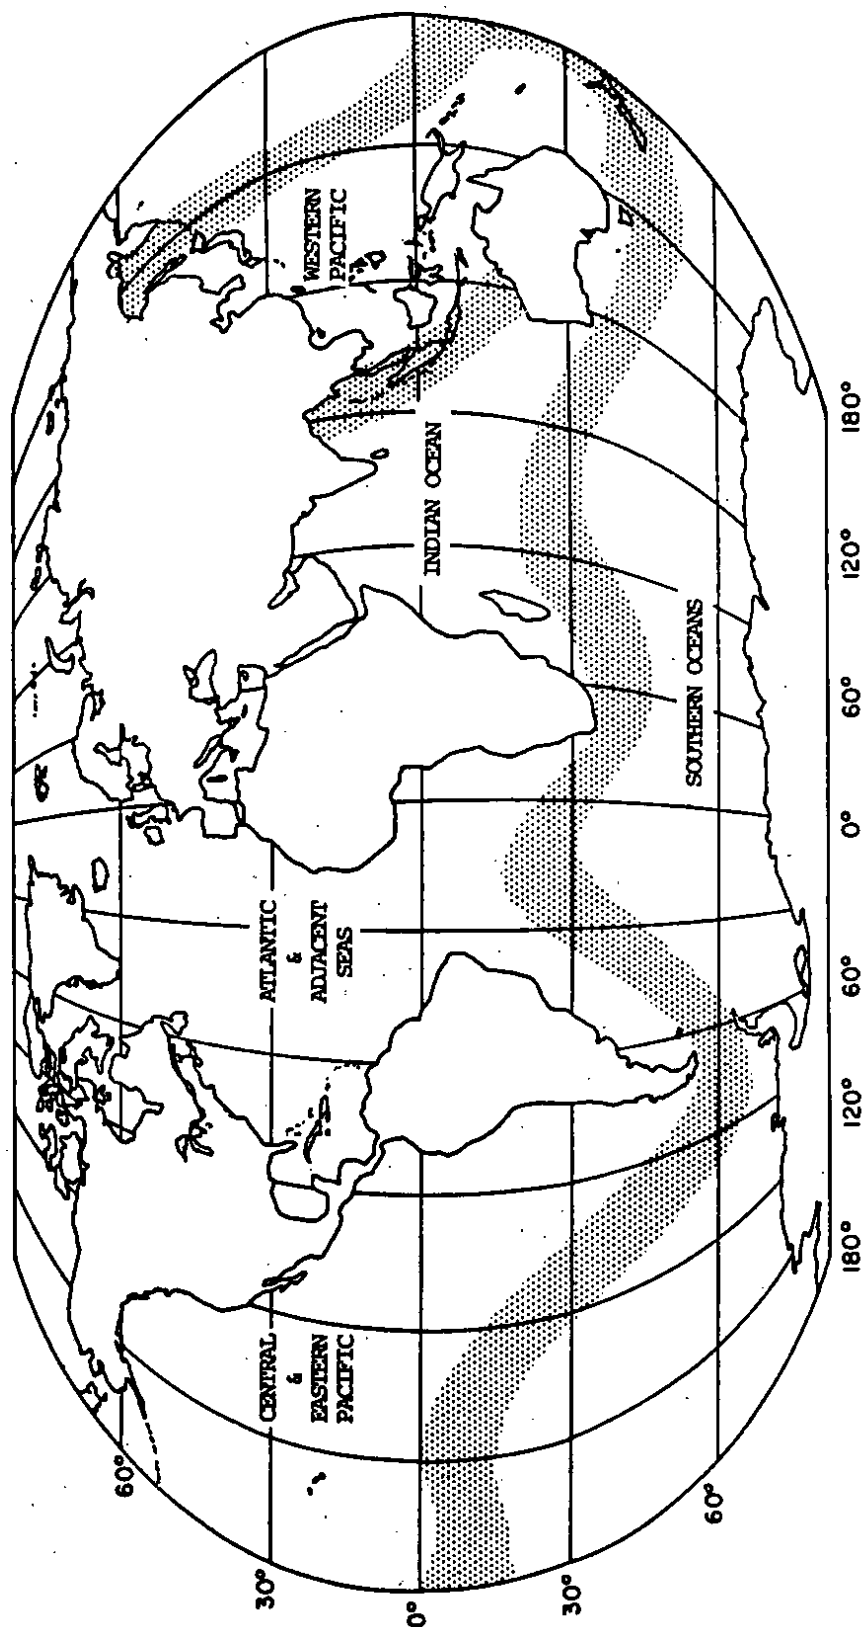 60°
30°
0°
30°
60°
CENTRAL
&
EASTERN
PACIFIC
ATLANTIC
&
ADJACENT
SEAS
WESTERN
PACIFIC
INDIAN OCEAN
SOUTHERN OCEANS
180° 120° 60° 0° 60° 120° 180°